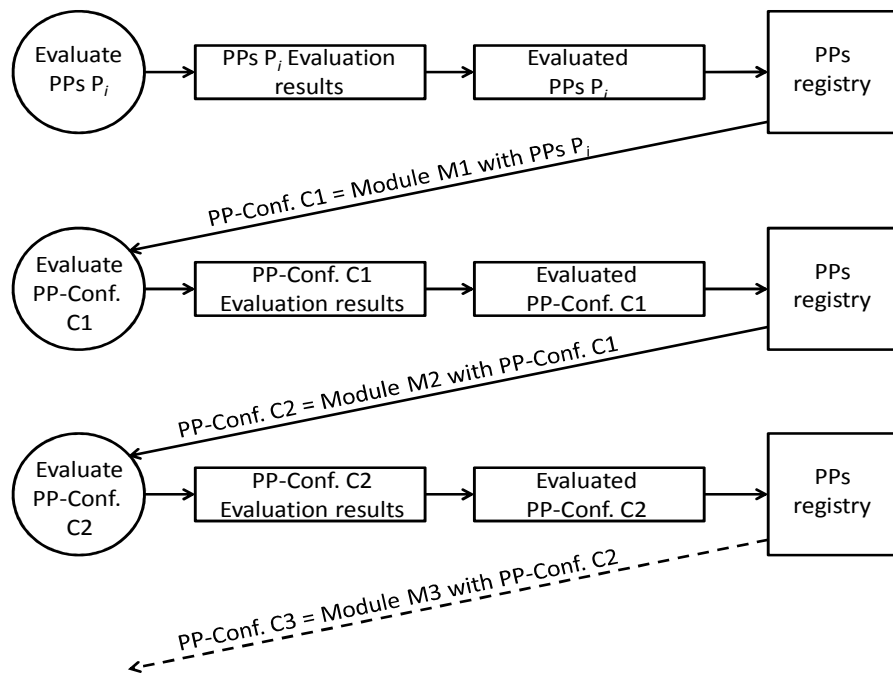 Evaluate
PPs Pi
PPs Pi Evaluation
results
Evaluated
PPs Pi
PPs
registry
PP-Conf. C1 = Module M1 with PPs Pi
Evaluate
PP-Conf.
C1
PP-Conf. C1
Evaluation results
Evaluated
PP-Conf. C1
PPs
registry
PP-Conf. C2 = Module M2 with PP-Conf. C1
Evaluate
PP-Conf.
C2
PP-Conf. C2
Evaluation results
Evaluated
PP-Conf. C2
PPs
registry
PP-Conf. C3 = Module M3 with PP-Conf. C2